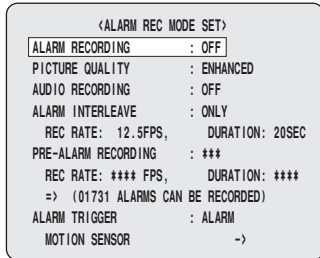 <ALARM REC MODE SET>
ALARM RECORDING : OFF
PICTURE QUALITY : ENHANCED
AUDIO RECORDING : OFF
ALARM INTERLEAVE : ONLY
REC RATE: 12.5FPS, DURATION: 20SEC
PRE-ALARM RECORDING : ***
REC RATE: **** FPS, DURATION: ****
=> (01731 ALARMS CAN BE RECORDED)
ALARM TRIGGER : ALARM
MOTION SENSOR ->